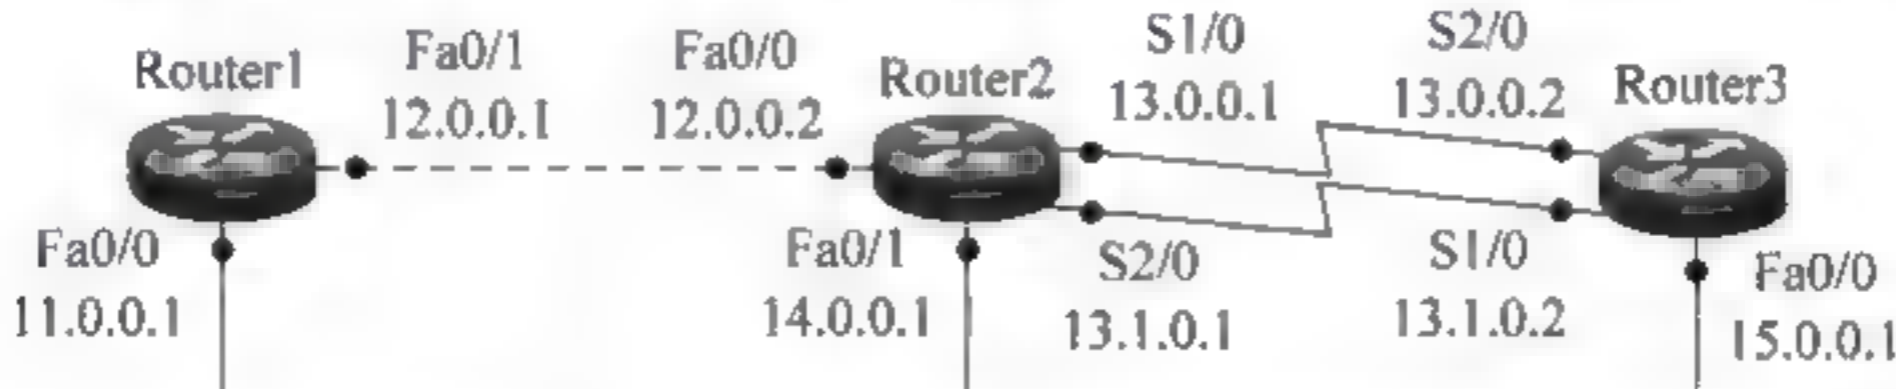 Router1
Fa0/1
12.0.0.1
Fa0/0
12.0.0.2
Router2
S1/0
13.0.0.1
S2/0
13.0.0.2
Router3
Fa0/0
11.0.0.1
Fa0/1
14.0.0.1
S2/0
13.1.0.1
S1/0
13.1.0.2
Fa0/0
15.0.0.1